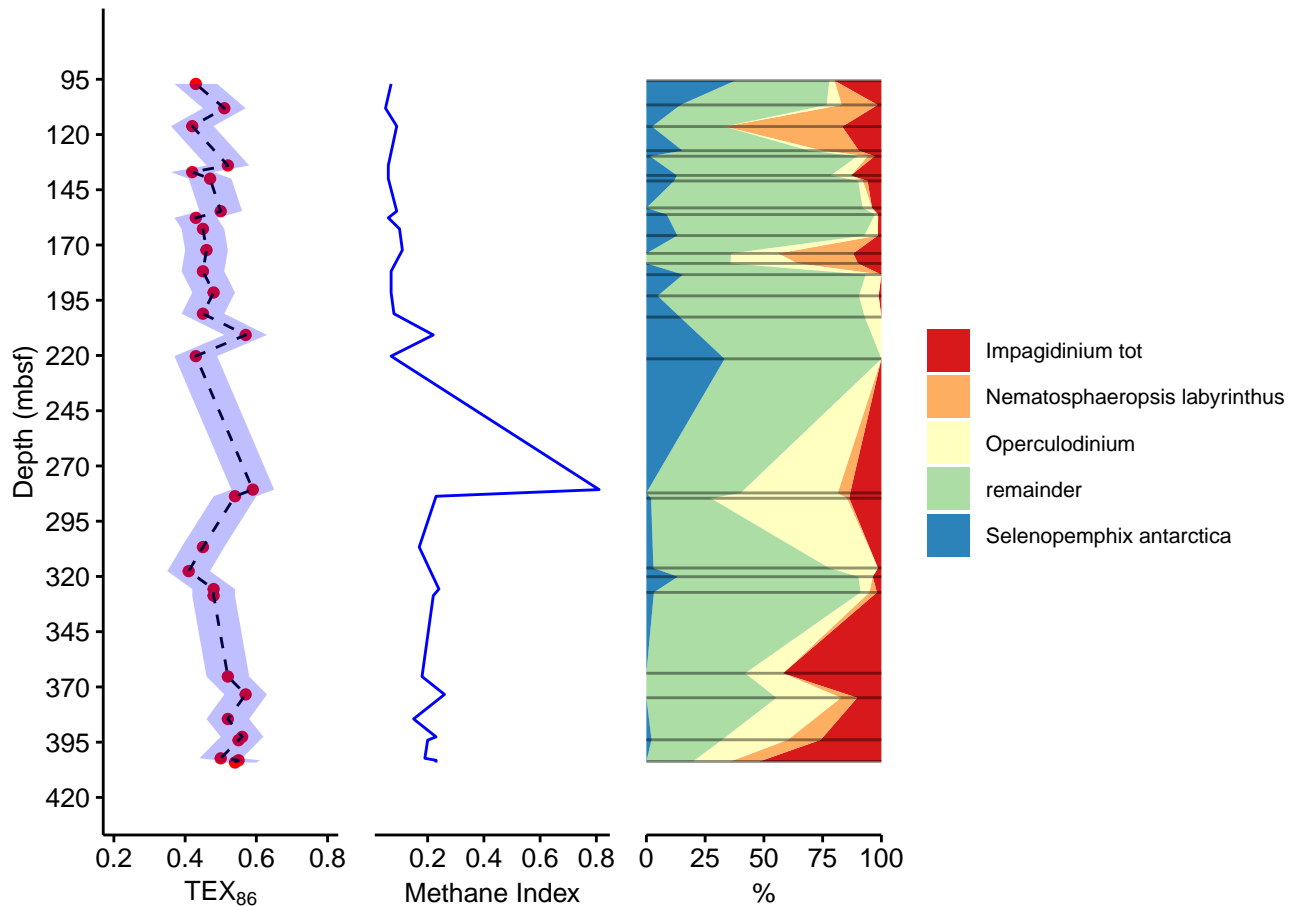 Depth (mbsf)
95
120
145
170
195
220
245
270
295
320
345
370
395
420
0.2 0.4 0.6 0.8
TEX86
0.2 0.4 0.6 0.8
Methane Index
0 25 50 75 100
%
Impagidinium tot
Nematosphaeropsis labyrinthus
Operculodinium
remainder
Selenopemphix antarctica